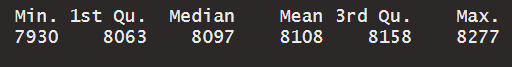 Min. 1st Qu. Median Mean 3rd Qu. Max.
7930 8063 8097 8108 8158 8277